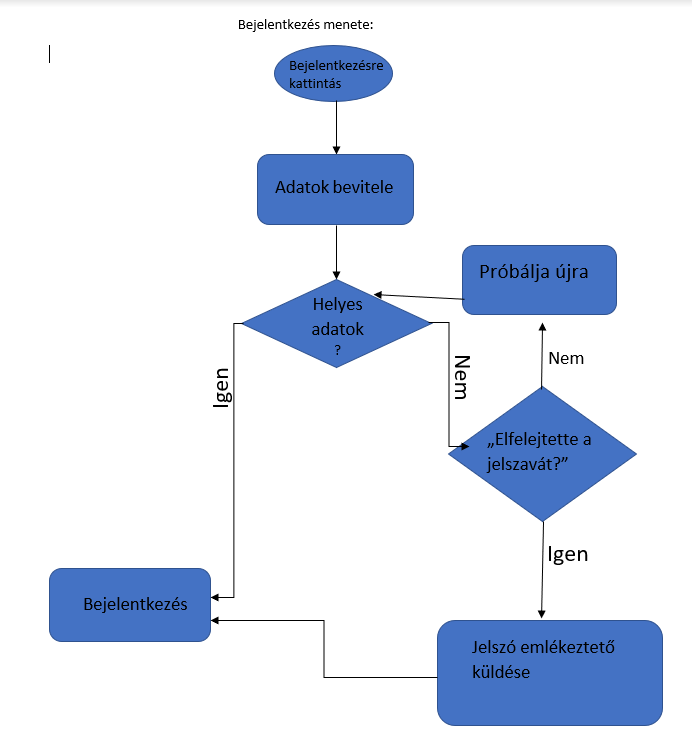 Bejelentkezés menete:
Bejelentkezésre
kattintás
Adatok bevitele
Próbálja újra
Helyes
adatok
?
Nem
Igen
Nem
„Elfelejtette a
jelszavát?”
Igen
Bejelentkezés
Jelszó emlékeztető
küldése